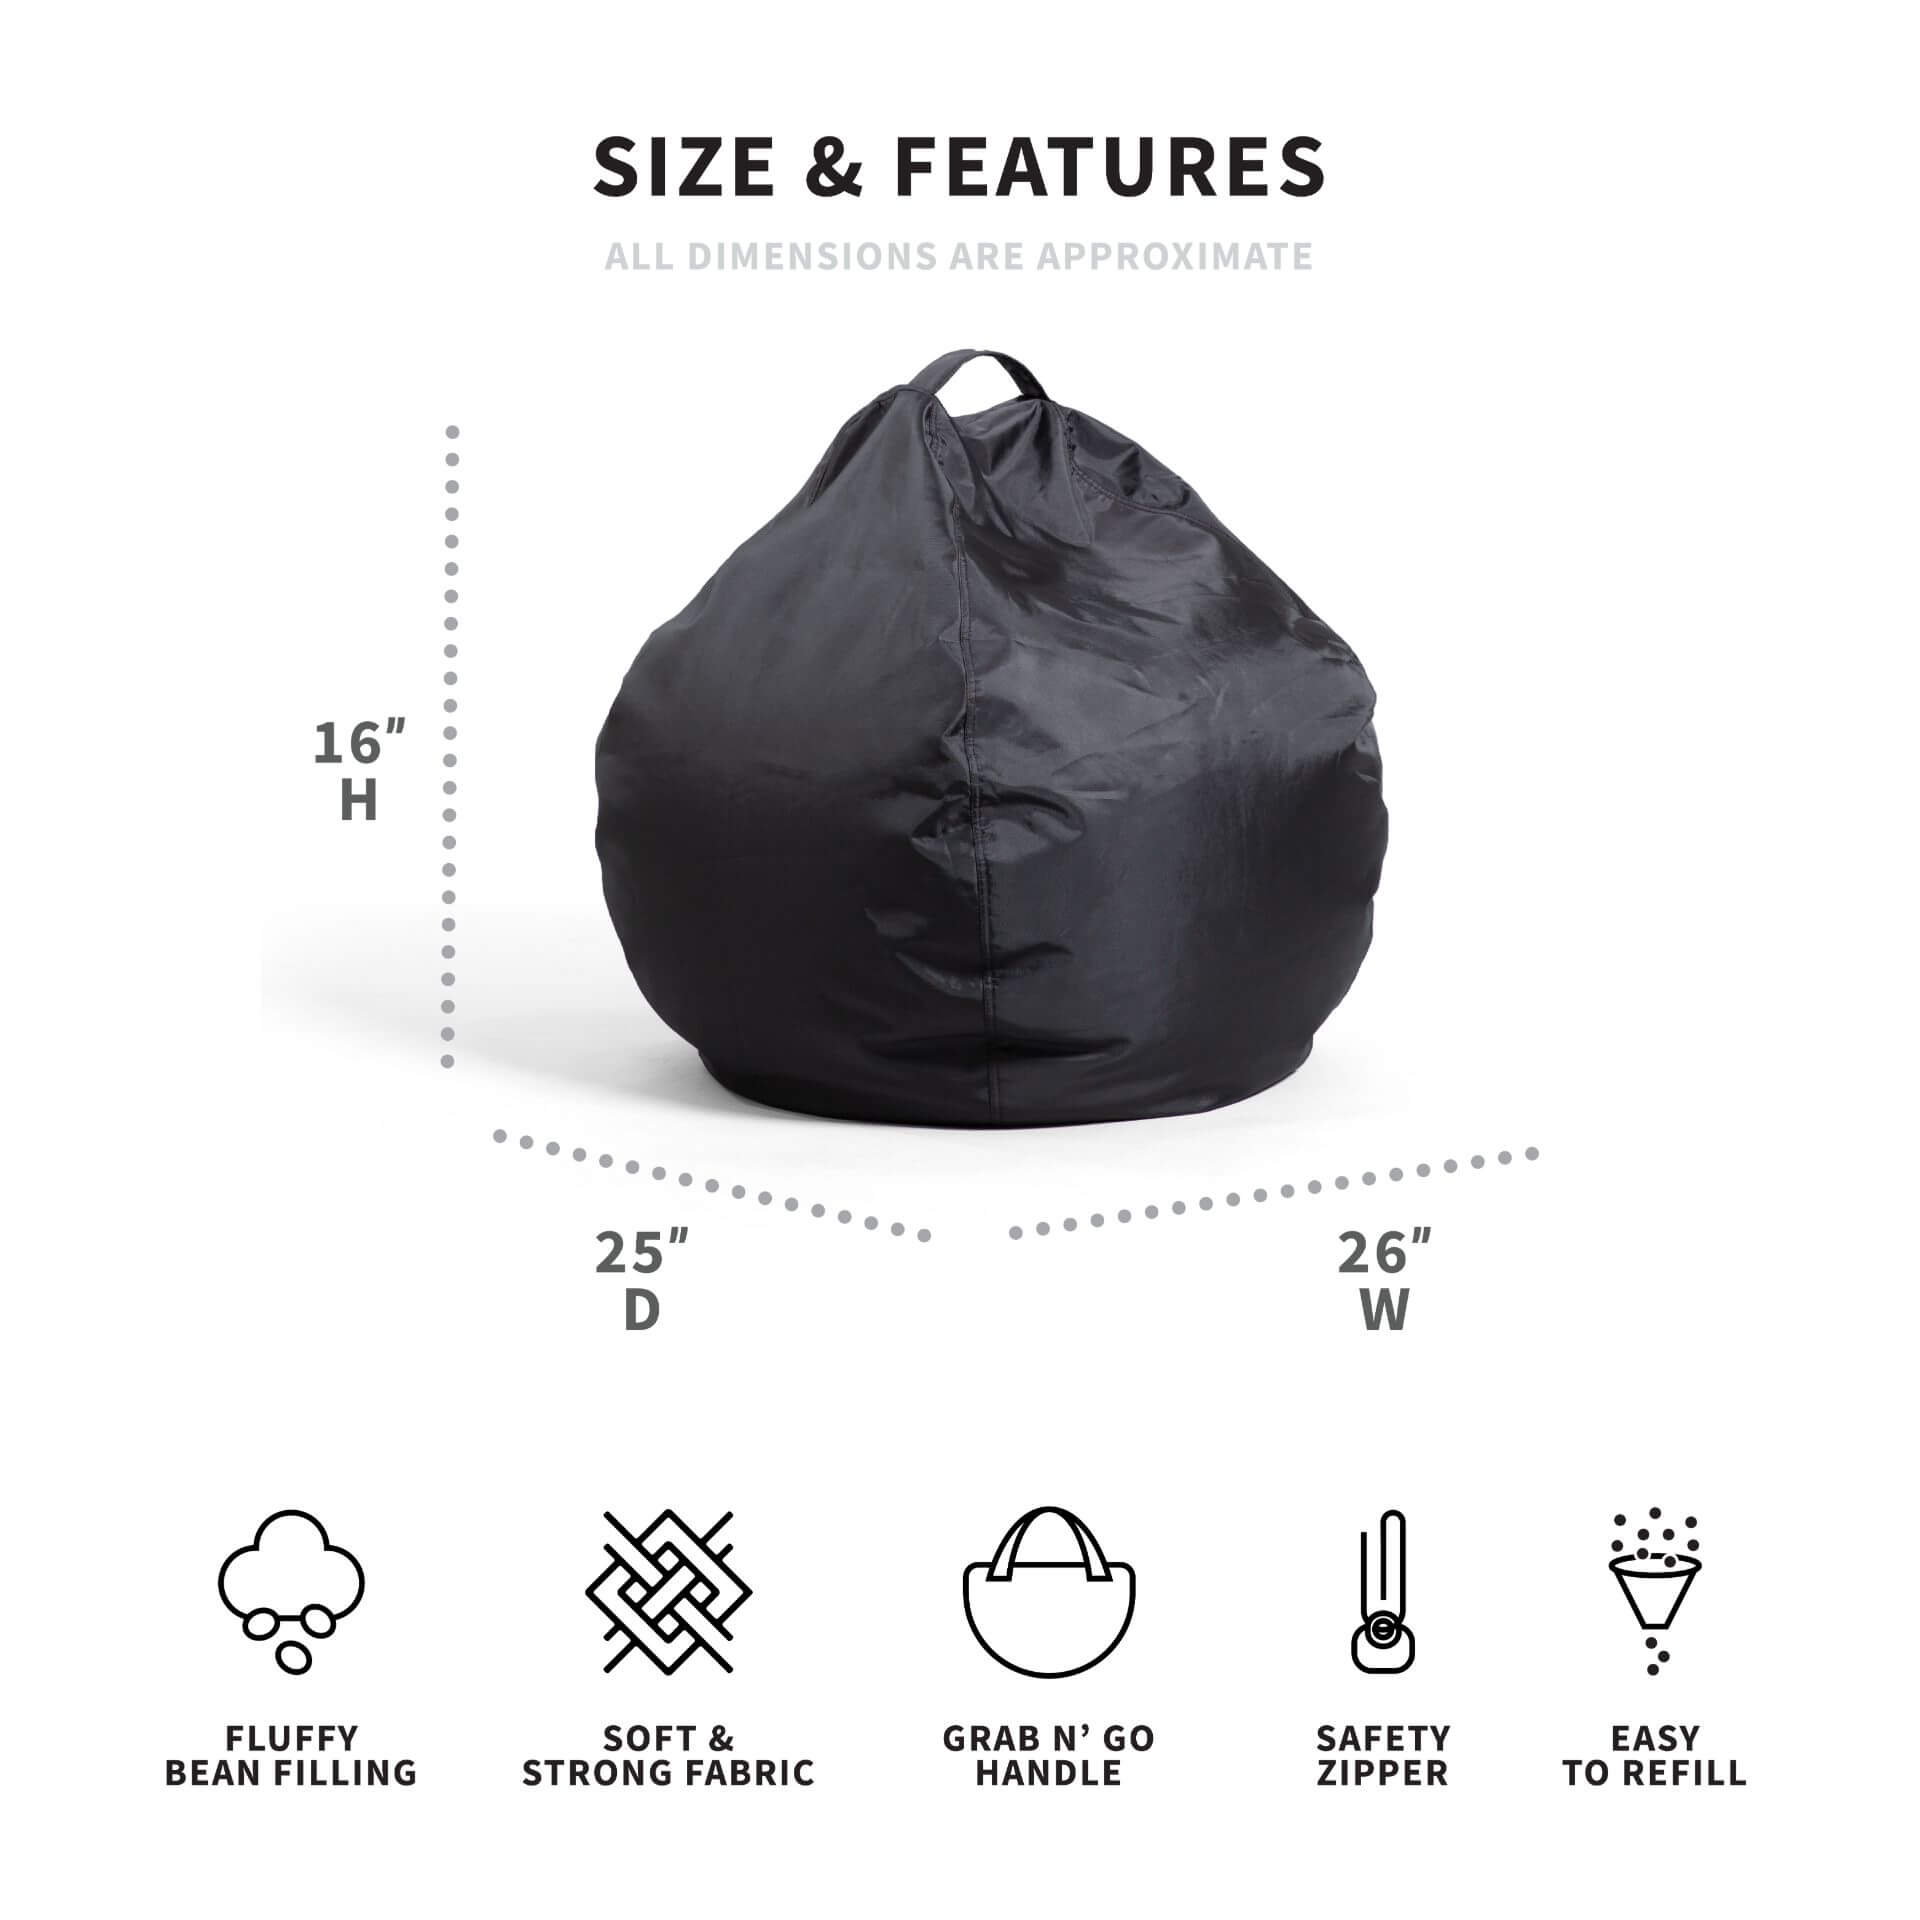 SIZE & FEATURES
ALL DIMENSIONS ARE APPROXIMATE
16"
H
25"
D
26"
W
FLUFFY
BEAN FILLING
SOFT &
STRONG FABRIC
GRAB N’ GO
HANDLE
SAFETY
ZIPPER
EASY
TO REFILL